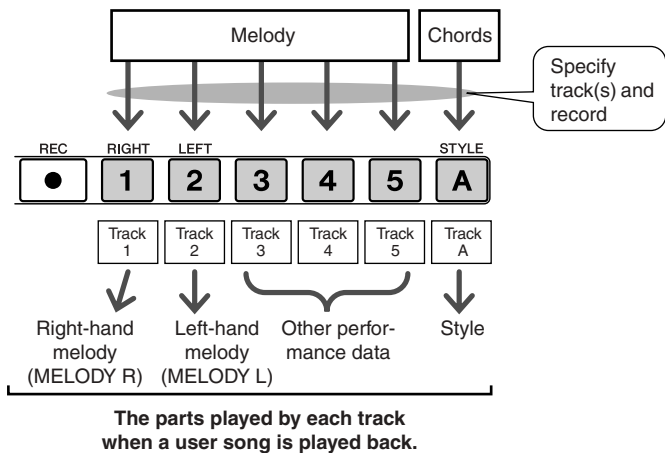 Melody
Chords
Specify
track(s) and
record
REC
RIGHT
LEFT
STYLE
1
2
3
4
5
A
Track
1
Track
2
Track
3
Track
4
Track
5
Track
A
Right-hand
melody
(MELODY R)
Left-hand
melody
(MELODY L)
Other perfor-
mance data
Style
The parts played by each track
when a user song is played back.